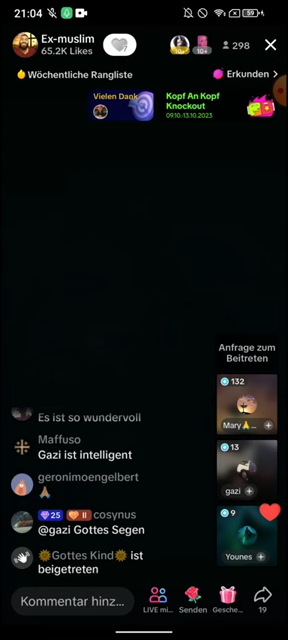 21:04
59
Ex-muslim
65.2K Likes
10+
10+
298
Wöchentliche Rangliste
Erkunden >
Vielen Dank
Kopf An Kopf
Knockout
09.10.-13.10.2023
Anfrage zum
Beitreten
132
Mary🙏...
Es ist so wundervoll
Maffuso
Gazi ist intelligent
13
gazi
geronimoengelbert
🙏
25 II cosynus
@gazi Gottes Segen
9
Younes
🌞Gottes Kind🌞 ist
beigetreten
Kommentar hinz...
LIVE mi...
Senden
Gesche...
19